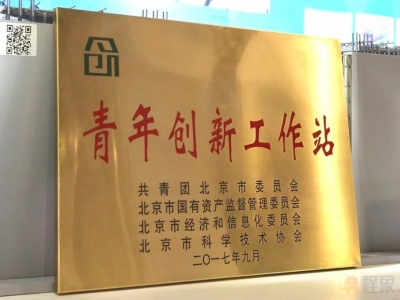 青年创新工作站
共青团北京市委员会
北京市国有资产监督管理委员会
北京市经济和信息化委员会
北京市科学技术协会
二〇一七年九月
程象